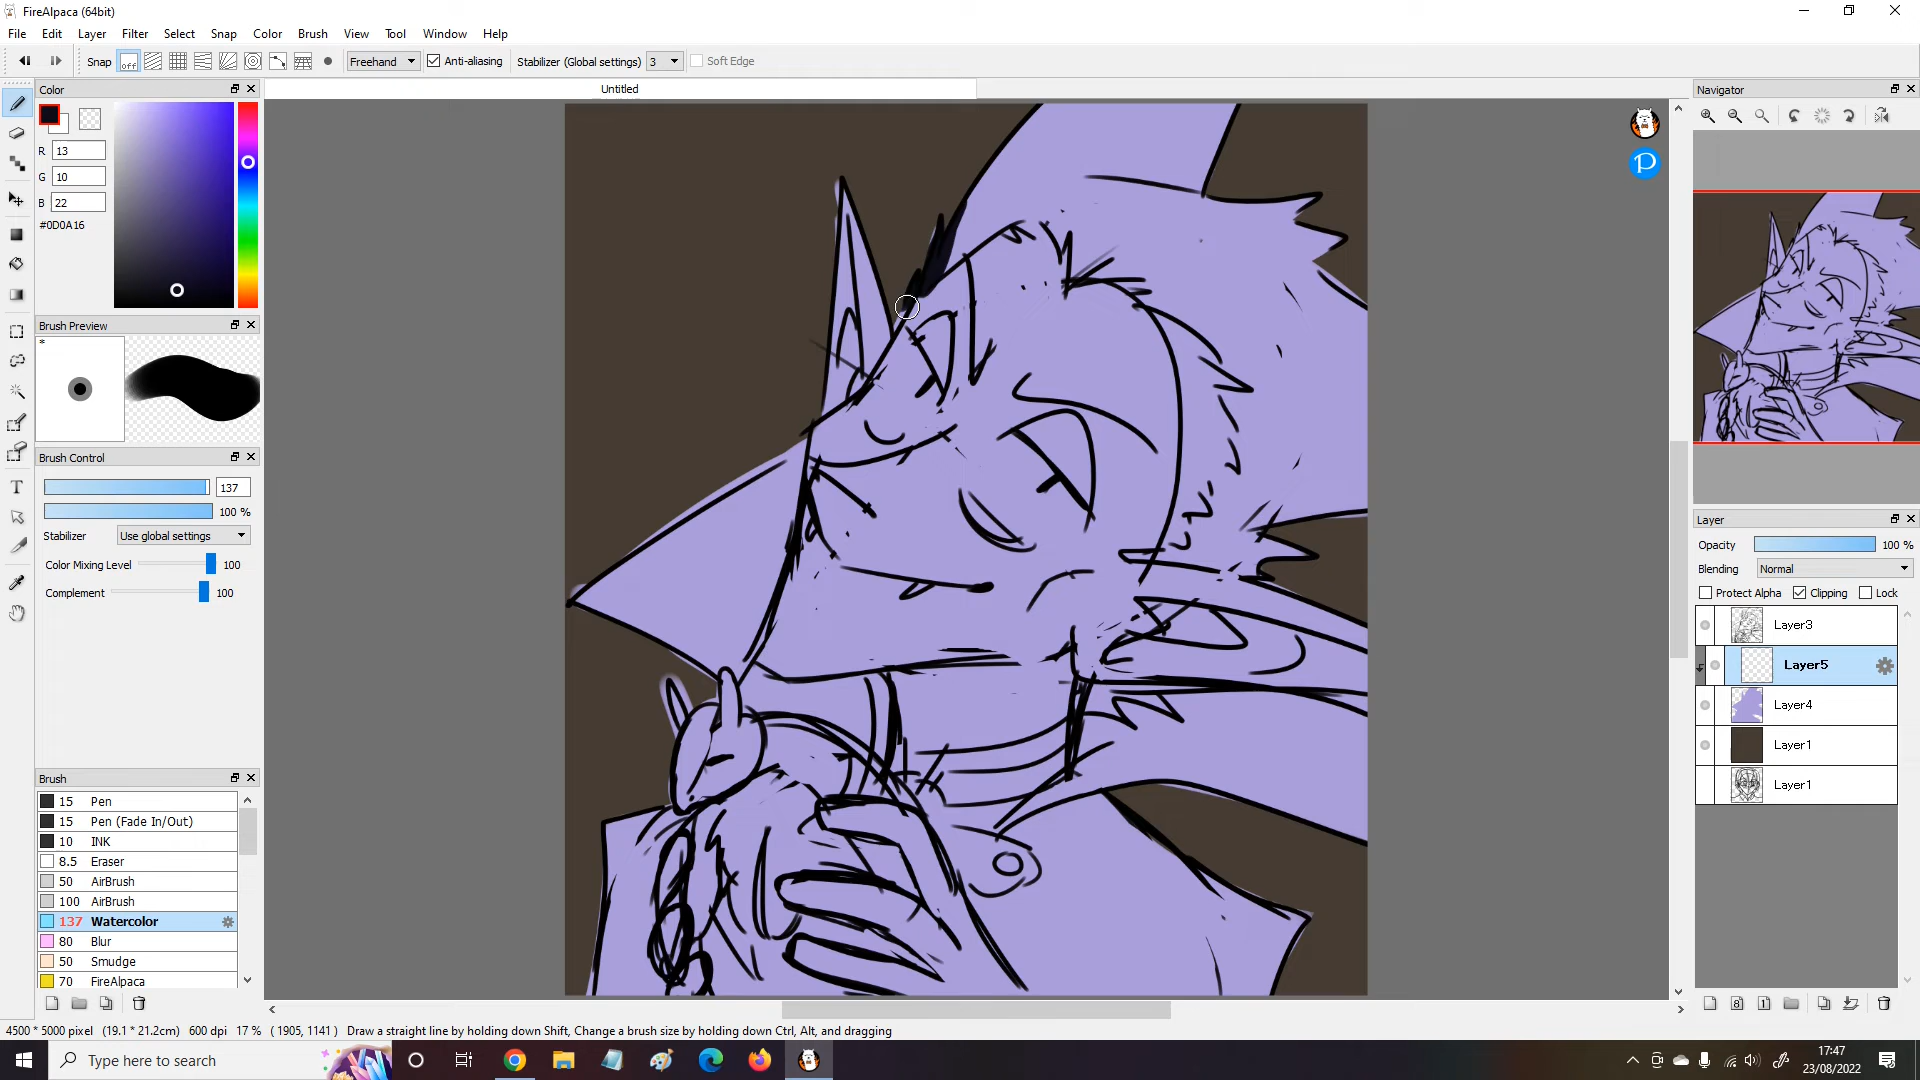 FireAlpaca (64bit)
File Edit Layer Filter Select Snap Color Brush View Tool Window Help
Snap off Freehand Anti-aliasing Stabilizer (Global settings) 3 Soft Edge
Color
Untitled
Navigator
R 13
G 10
B 22
#0D0A16
Brush Preview
*
Brush Control
137
100 %
Stabilizer Use global settings
Color Mixing Level 100
Complement 100
Brush
15 Pen
15 Pen (Fade In/Out)
10 INK
8.5 Eraser
50 AirBrush
100 AirBrush
137 Watercolor
80 Blur
50 Smudge
70 FireAlpaca
P
Layer
Opacity 100 %
Blending Normal
Protect Alpha Clipping Lock
Layer3
Layer5
Layer4
Layer1
Layer1
4500 * 5000 pixel (19.1 * 21.2cm) 600 dpi 17 % ( 1905, 1141 ) Draw a straight line by holding down Shift, Change a brush size by holding down Ctrl, Alt, and dragging
Type here to search
17:47
23/08/2022